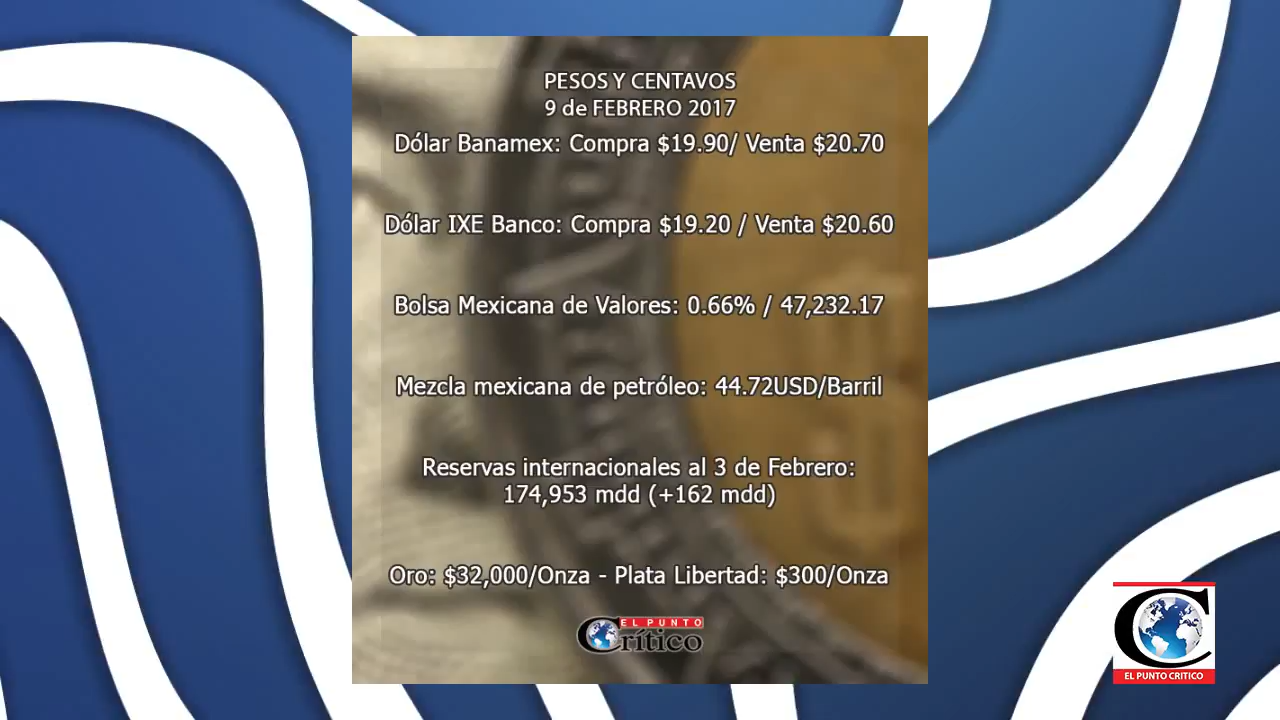 PESOS Y CENTAVOS
9 de FEBRERO 2017
Dólar Banamex: Compra $19.90/ Venta $20.70
Dólar IXE Banco: Compra $19.20 / Venta $20.60
Bolsa Mexicana de Valores: 0.66% / 47,232.17
Mezcla mexicana de petróleo: 44.72USD/Barril
Reservas internacionales al 3 de Febrero:
174,953 mdd (+162 mdd)
Oro: $32,000/Onza - Plata Libertad: $300/Onza
EL PUNTO
Crítico
C
EL PUNTO CRITICO